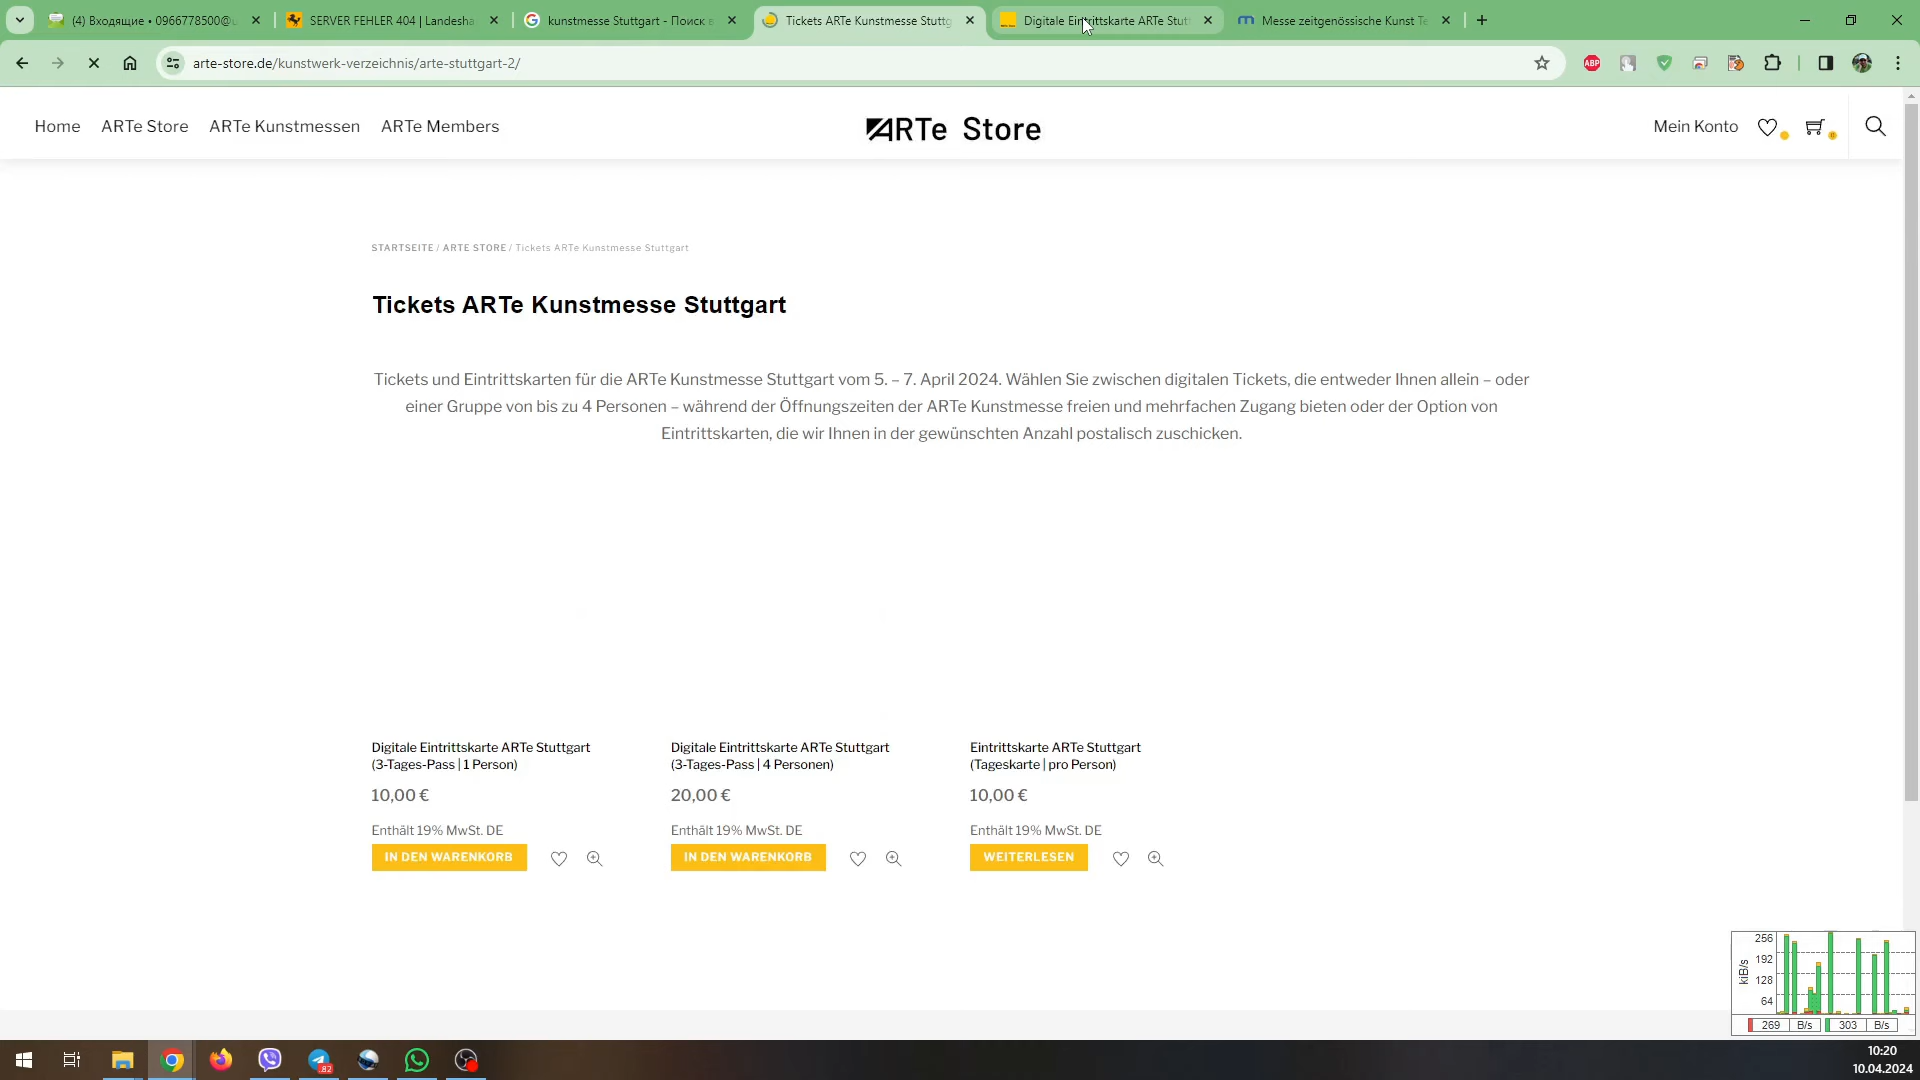 (4) Входящие • 0966778500@u
SERVER FEHLER 404 | Landesha
kunstmesse Stuttgart - Поиск в
Tickets ARTe Kunstmesse Stuttg
Digitale Eintrittskarte ARTe Stutt
Messe zeitgenössische Kunst Te
arte-store.de/kunstwerk-verzeichnis/arte-stuttgart-2/
ABP
Home
ARTe Store
ARTe Kunstmessen
ARTe Members
ARTe Store
Mein Konto
0
STARTSEITE / ARTE STORE / Tickets ARTe Kunstmesse Stuttgart
Tickets ARTe Kunstmesse Stuttgart
Tickets und Eintrittskarten für die ARTe Kunstmesse Stuttgart vom 5. – 7. April 2024. Wählen Sie zwischen digitalen Tickets, die entweder Ihnen allein – oder
einer Gruppe von bis zu 4 Personen – während der Öffnungszeiten der ARTe Kunstmesse freien und mehrfachen Zugang bieten oder der Option von
Eintrittskarten, die wir Ihnen in der gewünschten Anzahl postalisch zuschicken.
Digitale Eintrittskarte ARTe Stuttgart
(3-Tages-Pass | 1 Person)
10,00 €
Enthält 19% MwSt. DE
IN DEN WARENKORB
Digitale Eintrittskarte ARTe Stuttgart
(3-Tages-Pass | 4 Personen)
20,00 €
Enthält 19% MwSt. DE
IN DEN WARENKORB
Eintrittskarte ARTe Stuttgart
(Tageskarte | pro Person)
10,00 €
Enthält 19% MwSt. DE
WEITERLESEN
256
192
128
64
kiB/s
269 B/s 303 B/s
82
10:20
10.04.2024